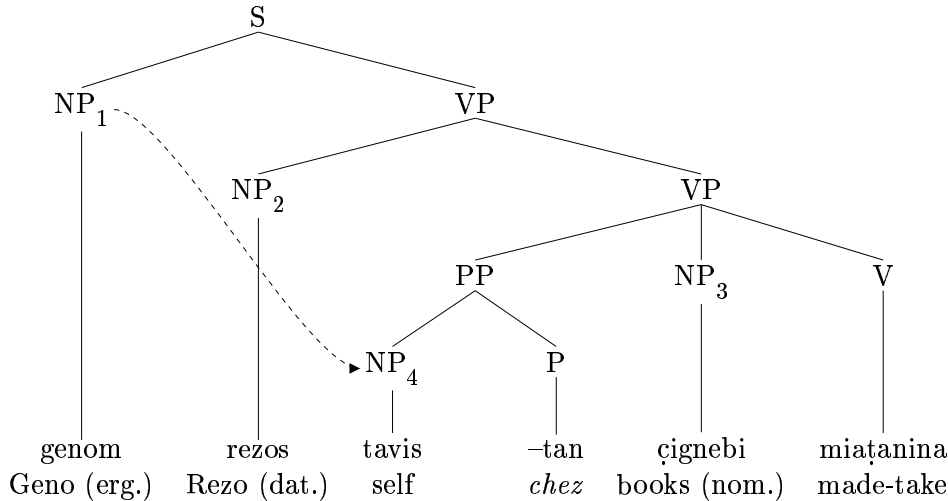 S
NP₁ VP
NP₂ VP
PP NP₃ V
NP₄ P
genom rezos tavis –tan c̣ignebi miaṭanina
Geno (erg.) Rezo (dat.) self chez books (nom.) made-take